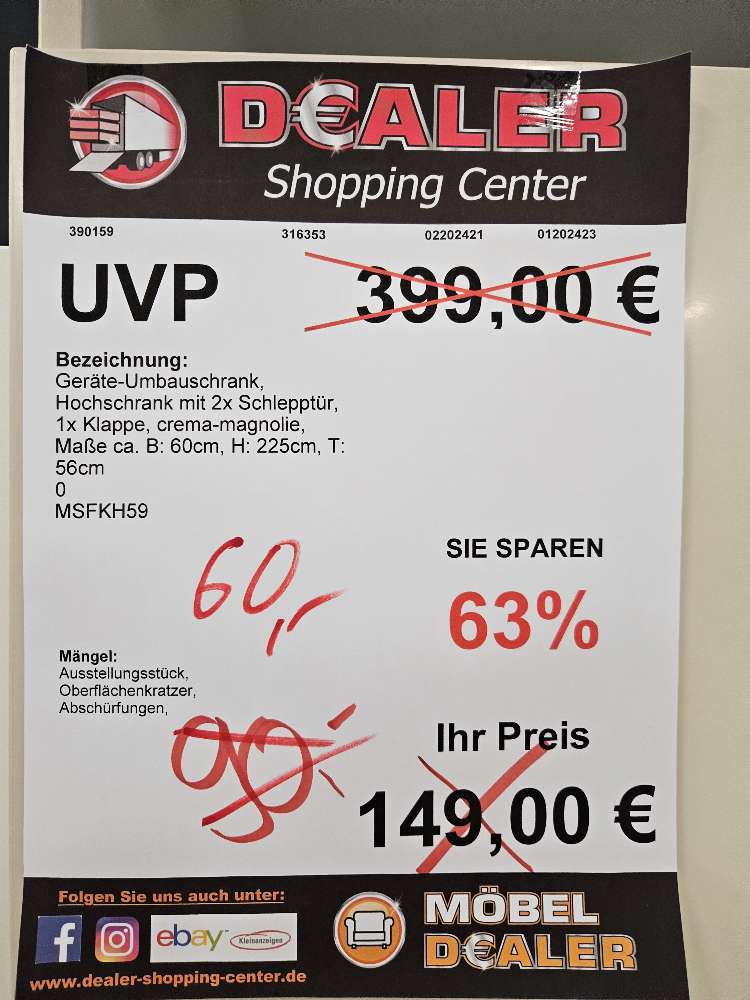 D€ALER
Shopping Center
390159 316353 02202421 01202423
UVP 399,00 €
Bezeichnung:
Geräte-Umbauschrank,
Hochschrank mit 2x Schlepptür,
1x Klappe, crema-magnolie,
Maße ca. B: 60cm, H: 225cm, T:
56cm
0
MSFKH59
60,-
SIE SPAREN
63%
Mängel:
Ausstellungsstück,
Oberflächenkratzer,
Abschürfungen,
90,-
Ihr Preis
149,00 €
Folgen Sie uns auch unter:
f ebay Kleinanzeigen
www.dealer-shopping-center.de
MÖBEL
D€ALER